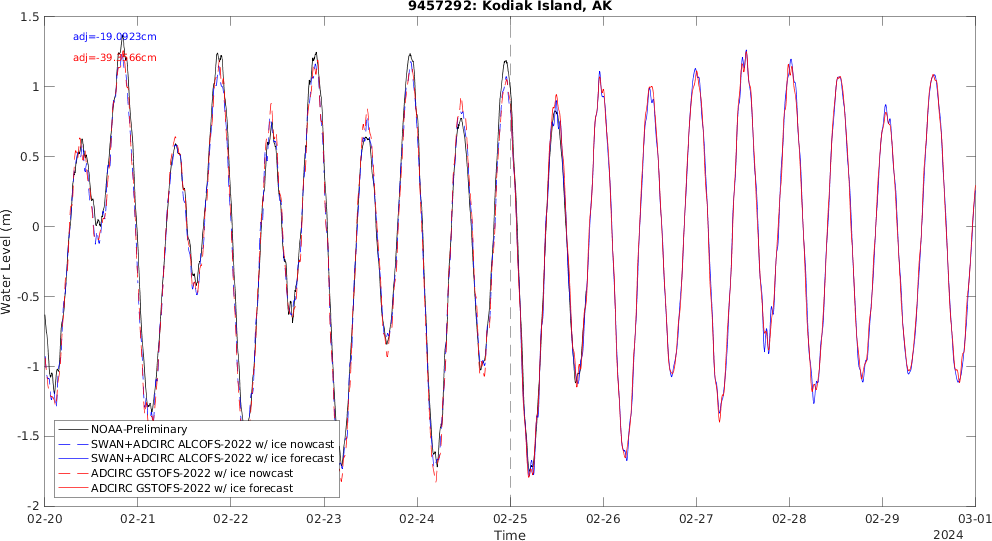 9457292: Kodiak Island, AK
adj=-19.0923cm
adj=-39. 66cm
Water Level (m)
1.5
1
0.5
0
-0.5
-1
-1.5
-2
NOAA-Preliminary
SWAN+ADCIRC ALCOFS-2022 w/ ice nowcast
SWAN+ADCIRC ALCOFS-2022 w/ ice forecast
ADCIRC GSTOFS-2022 w/ ice nowcast
ADCIRC GSTOFS-2022 w/ ice forecast
02-20 02-21 02-22 02-23 02-24 02-25 02-26 02-27 02-28 02-29 03-01
Time
2024